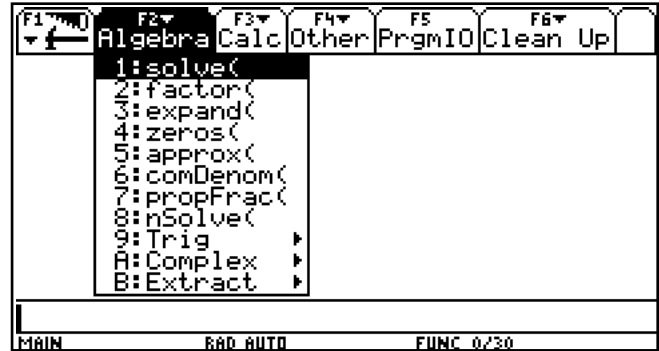 F1 F2 F3 F4 F5 F6
Algebra Calc Other PrgmIO Clean Up
1:solve(
2:factor(
3:expand(
4:zeros(
5:approx(
6:comDenom(
7:propFrac(
8:nSolve(
9:Trig
A:Complex
B:Extract
MAIN RAD AUTO FUNC 0/30